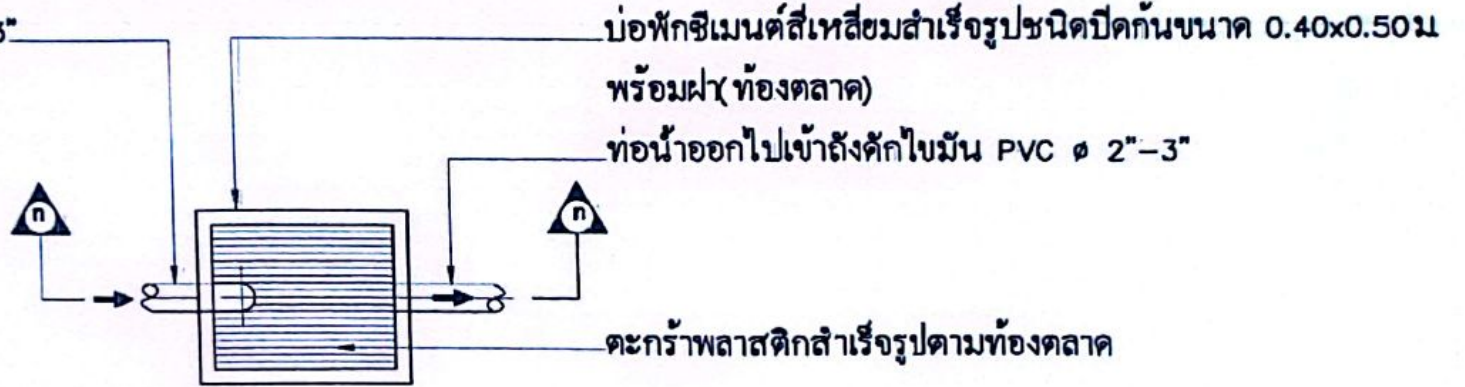 3"
บ่อพักซีเมนต์สี่เหลี่ยมสำเร็จรูปชนิดปิดก้นขนาด 0.40x0.50ม
พร้อมฝา(ท้องตลาด)
ท่อน้ำออกไปเข้าถังดักไขมัน PVC ø 2"-3"
ก
ก
ตะกร้าพลาสติกสำเร็จรูปตามท้องตลาด